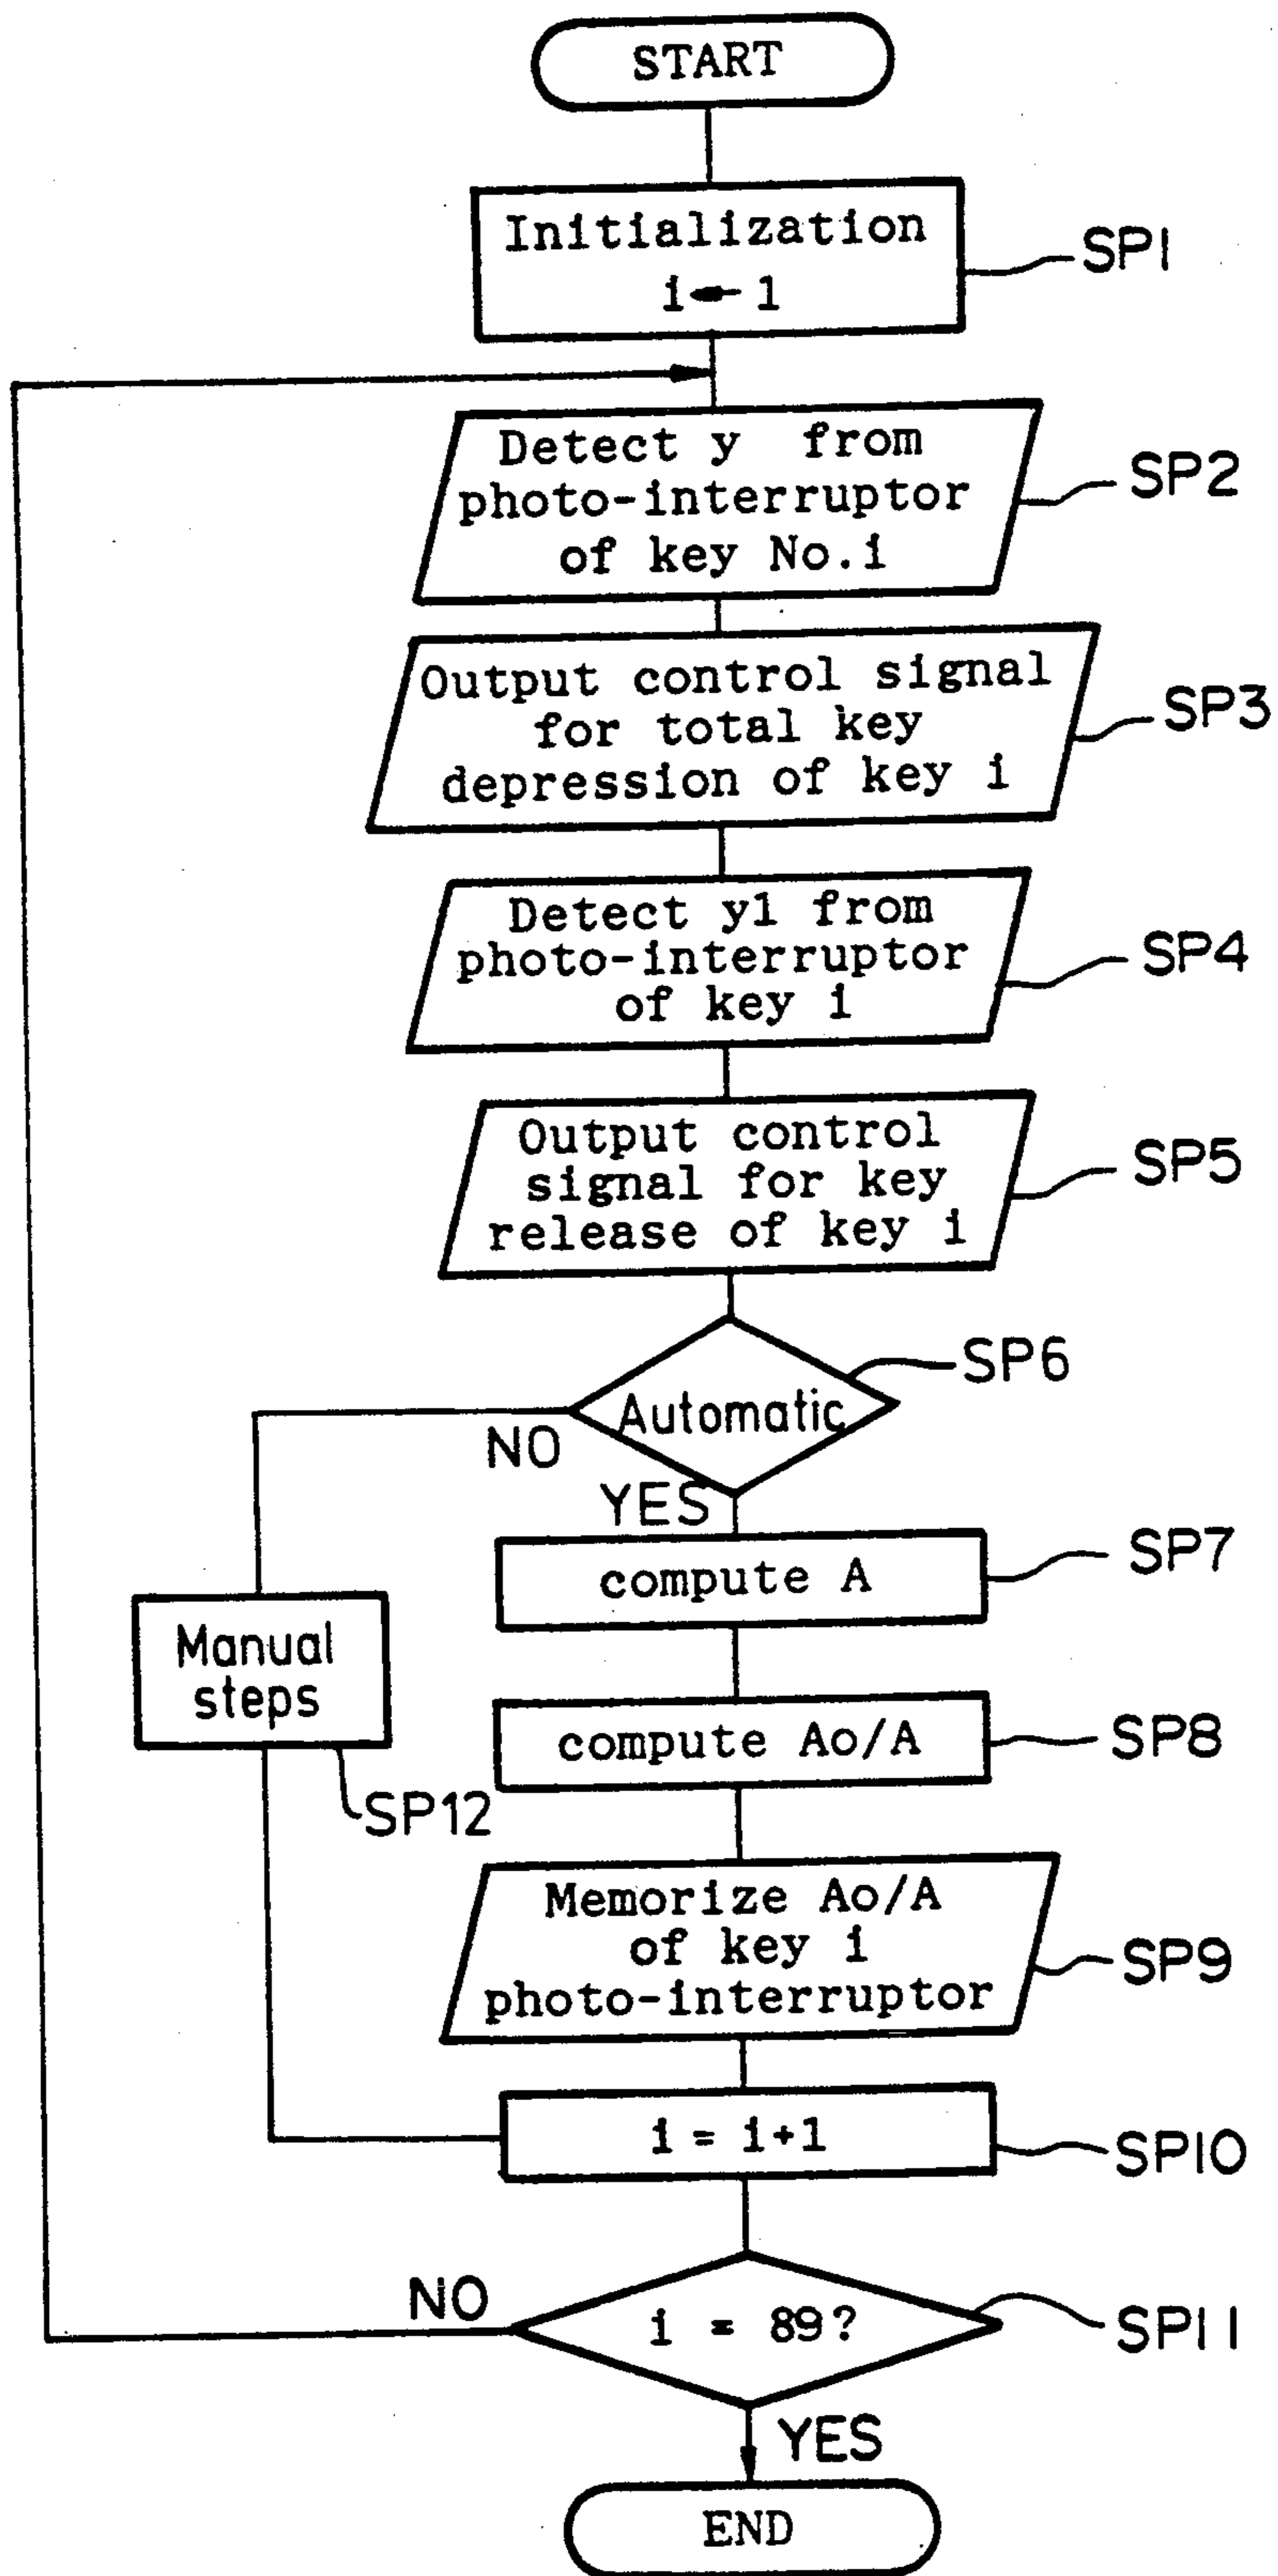 START
Initialization
i ← 1
SP1
Detect y from
photo-interruptor
of key No.i
SP2
Output control signal
for total key
depression of key i
SP3
Detect y1 from
photo-interruptor
of key i
SP4
Output control
signal for key
release of key i
SP5
Automatic
SP6
NO
YES
compute A
SP7
Manual
steps
SP12
compute Ao/A
SP8
Memorize Ao/A
of key i
photo-interruptor
SP9
i = i+1
SP10
i = 89?
SP11
NO
YES
END